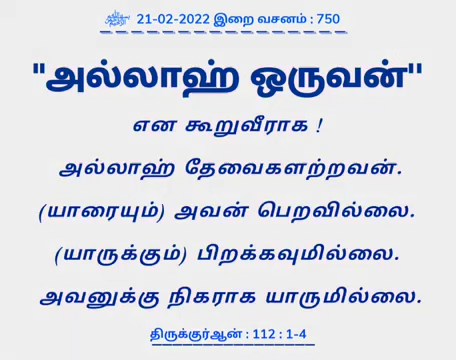 21-02-2022 இறை வசனம் : 750
"அல்லாஹ் ஒருவன்"
என கூறுவீராக !
அல்லாஹ் தேவைகளற்றவன்.
(யாரையும்) அவன் பெறவில்லை.
(யாருக்கும்) பிறக்கவுமில்லை.
அவனுக்கு நிகராக யாருமில்லை.
திருக்குர்ஆன் : 112 : 1-4